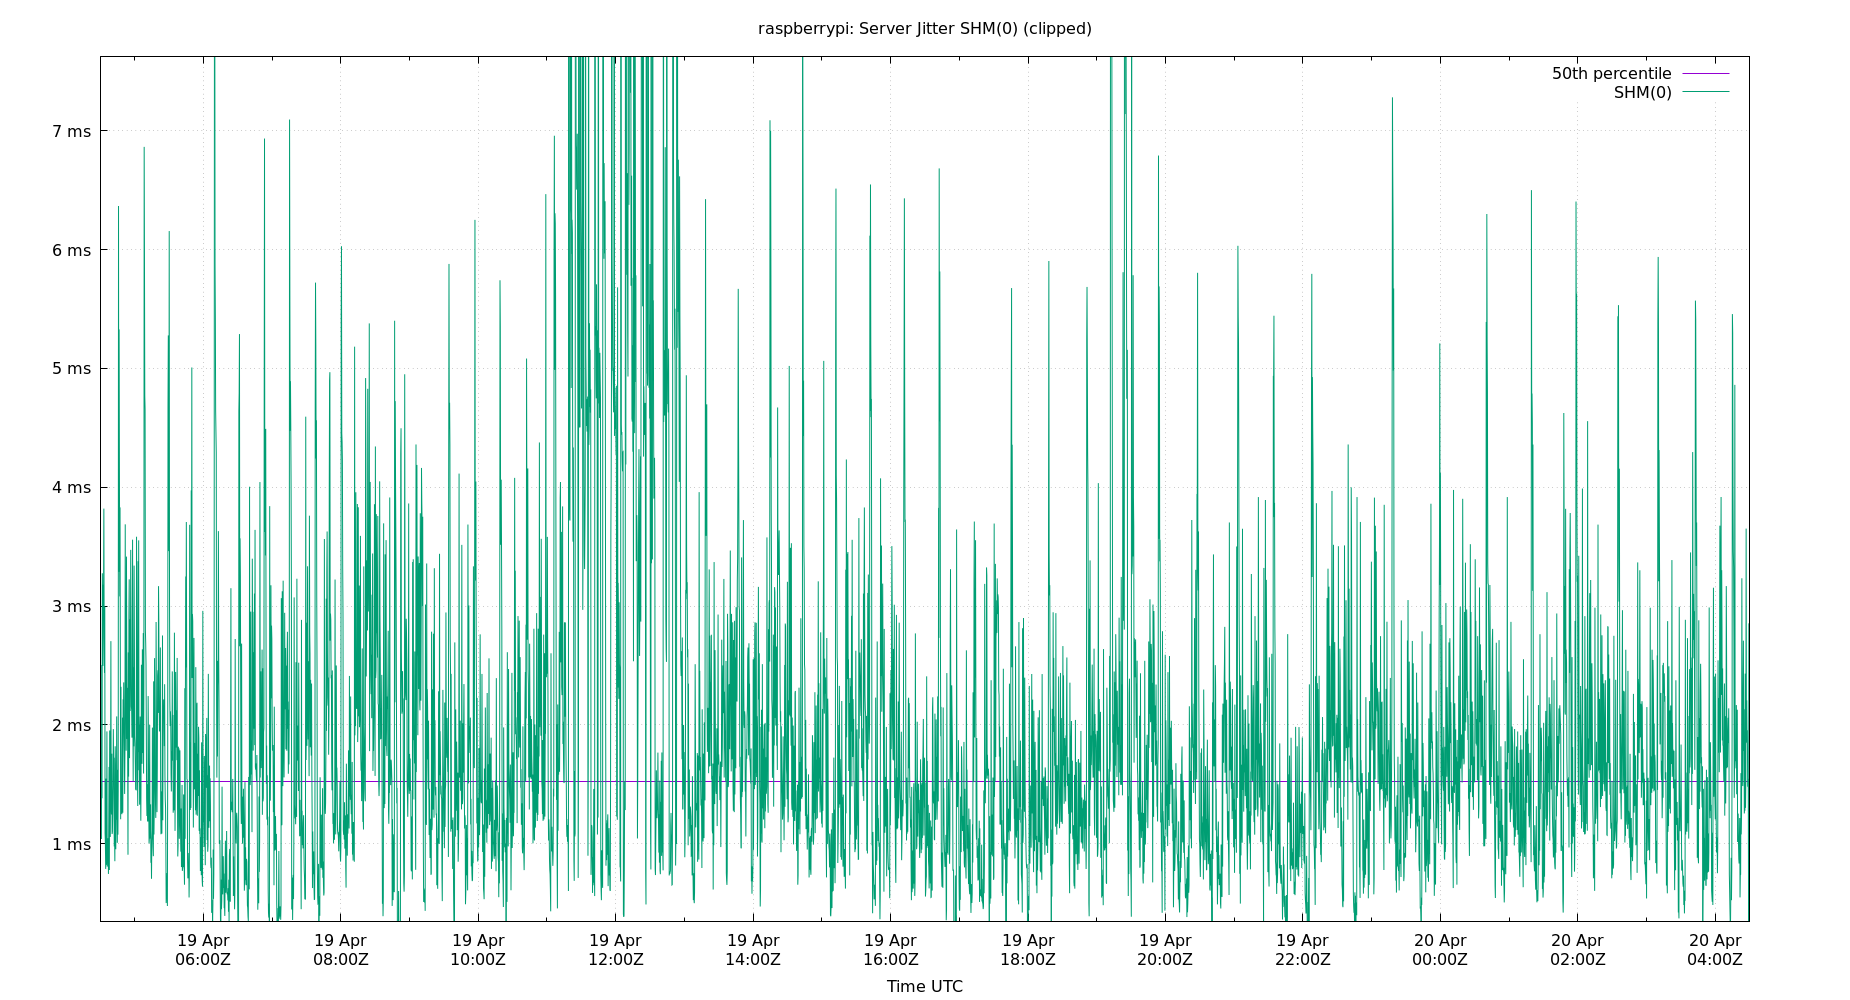 raspberrypi: Server Jitter SHM(0) (clipped)
50th percentile
SHM(0)
7 ms
6 ms
5 ms
4 ms
3 ms
2 ms
1 ms
19 Apr 19 Apr 19 Apr 19 Apr 19 Apr 19 Apr 19 Apr 19 Apr 19 Apr 20 Apr 20 Apr 20 Apr
06:00Z 08:00Z 10:00Z 12:00Z 14:00Z 16:00Z 18:00Z 20:00Z 22:00Z 00:00Z 02:00Z 04:00Z
Time UTC